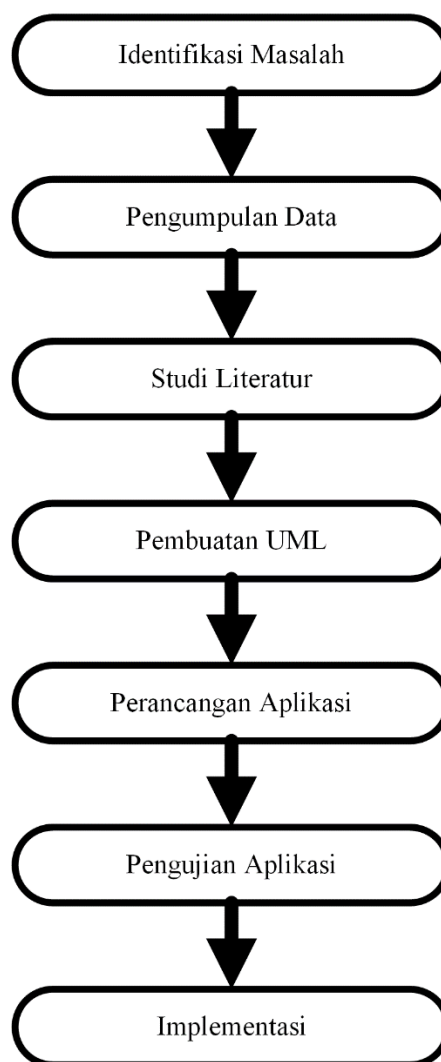 Identifikasi Masalah
Pengumpulan Data
Studi Literatur
Pembuatan UML
Perancangan Aplikasi
Pengujian Aplikasi
Implementasi